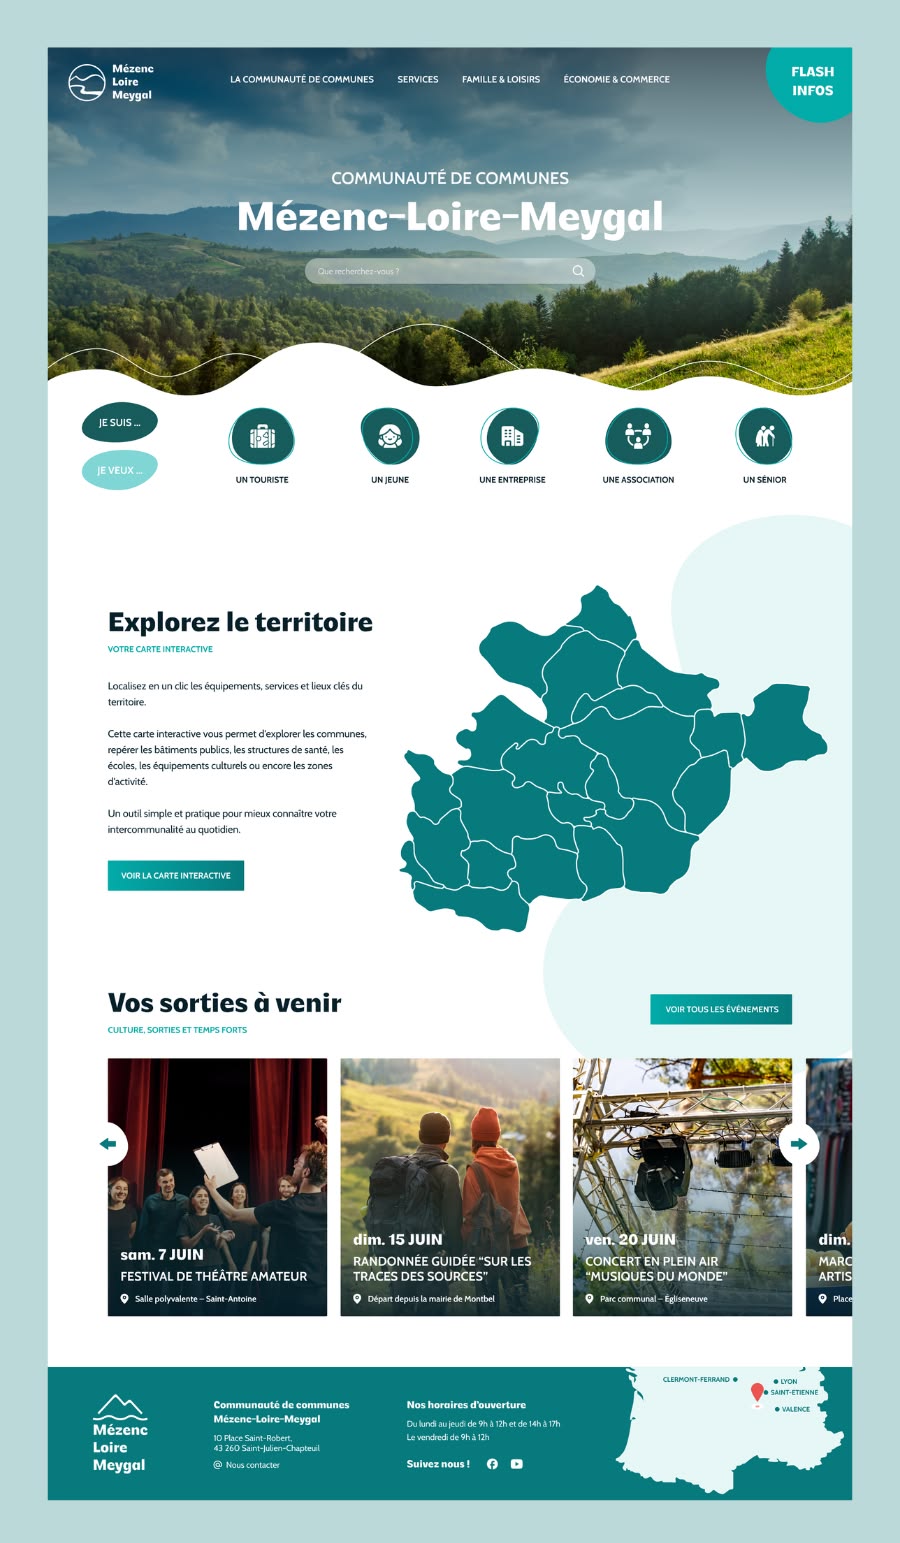 Mézenc
Loire
Meygal
LA COMMUNAUTÉ DE COMMUNES
SERVICES
FAMILLE & LOISIRS
ÉCONOMIE & COMMERCE
FLASH
INFOS
COMMUNAUTÉ DE COMMUNES
Mézenc-Loire-Meygal
Que recherchez-vous ?
JE SUIS ...
JE VEUX ...
UN TOURISTE
UN JEUNE
UNE ENTREPRISE
UNE ASSOCIATION
UN SÉNIOR
Explorez le territoire
VOTRE CARTE INTERACTIVE
Localisez en un clic les équipements, services et lieux clés du
territoire.
Cette carte interactive vous permet d'explorer les communes,
repérer les bâtiments publics, les structures de santé, les
écoles, les équipements culturels ou encore les zones
d'activité.
Un outil simple et pratique pour mieux connaître votre
intercommunalité au quotidien.
VOIR LA CARTE INTERACTIVE
Vos sorties à venir
CULTURE, SORTIES ET TEMPS FORTS
VOIR TOUS LES ÉVÉNEMENTS
sam. 7 JUIN
FESTIVAL DE THÉÂTRE AMATEUR
Salle polyvalente – Saint-Antoine
dim. 15 JUIN
RANDONNÉE GUIDÉE “SUR LES
TRACES DES SOURCES”
Départ depuis la mairie de Montbel
ven. 20 JUIN
CONCERT EN PLEIN AIR
“MUSIQUES DU MONDE”
Parc communal – Egliseneuve
dim.
MARC
ARTIS
Place
Mézenc
Loire
Meygal
Communauté de communes
Mézenc-Loire-Meygal
10 Place Saint-Robert,
43 260 Saint-Julien-Chapteuil
@ Nous contacter
Nos horaires d'ouverture
Du lundi au jeudi de 9h à 12h et de 14h à 17h
Le vendredi de 9h à 12h
Suivez nous !
CLERMONT-FERRAND
LYON
SAINT-ÉTIENNE
VALENCE